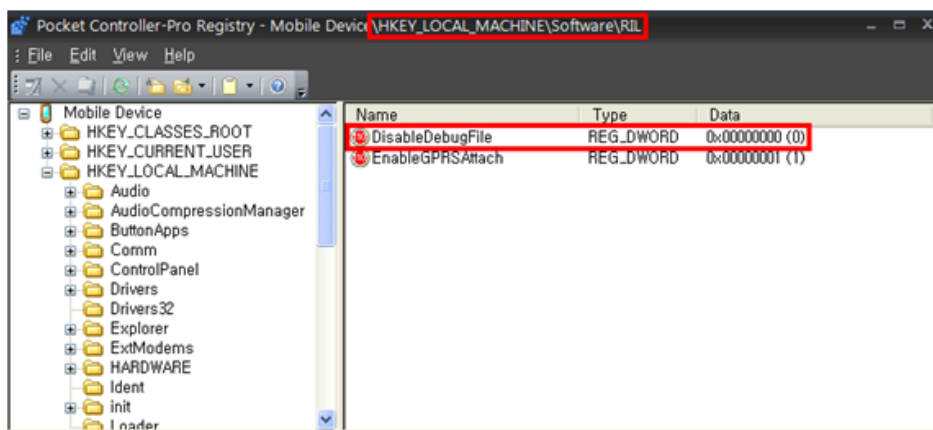 Pocket Controller-Pro Registry - Mobile Device\HKEY_LOCAL_MACHINE\Software\RIL
File Edit View Help
Mobile Device
HKEY_CLASSES_ROOT
HKEY_CURRENT_USER
HKEY_LOCAL_MACHINE
Audio
AudioCompressionManager
ButtonApps
Comm
ControlPanel
Drivers
Drivers32
Explorer
ExtModems
HARDWARE
Ident
init
Loader
Name Type Data
DisableDebugFile REG_DWORD 0x00000000 (0)
EnableGPRSAttach REG_DWORD 0x00000001 (1)